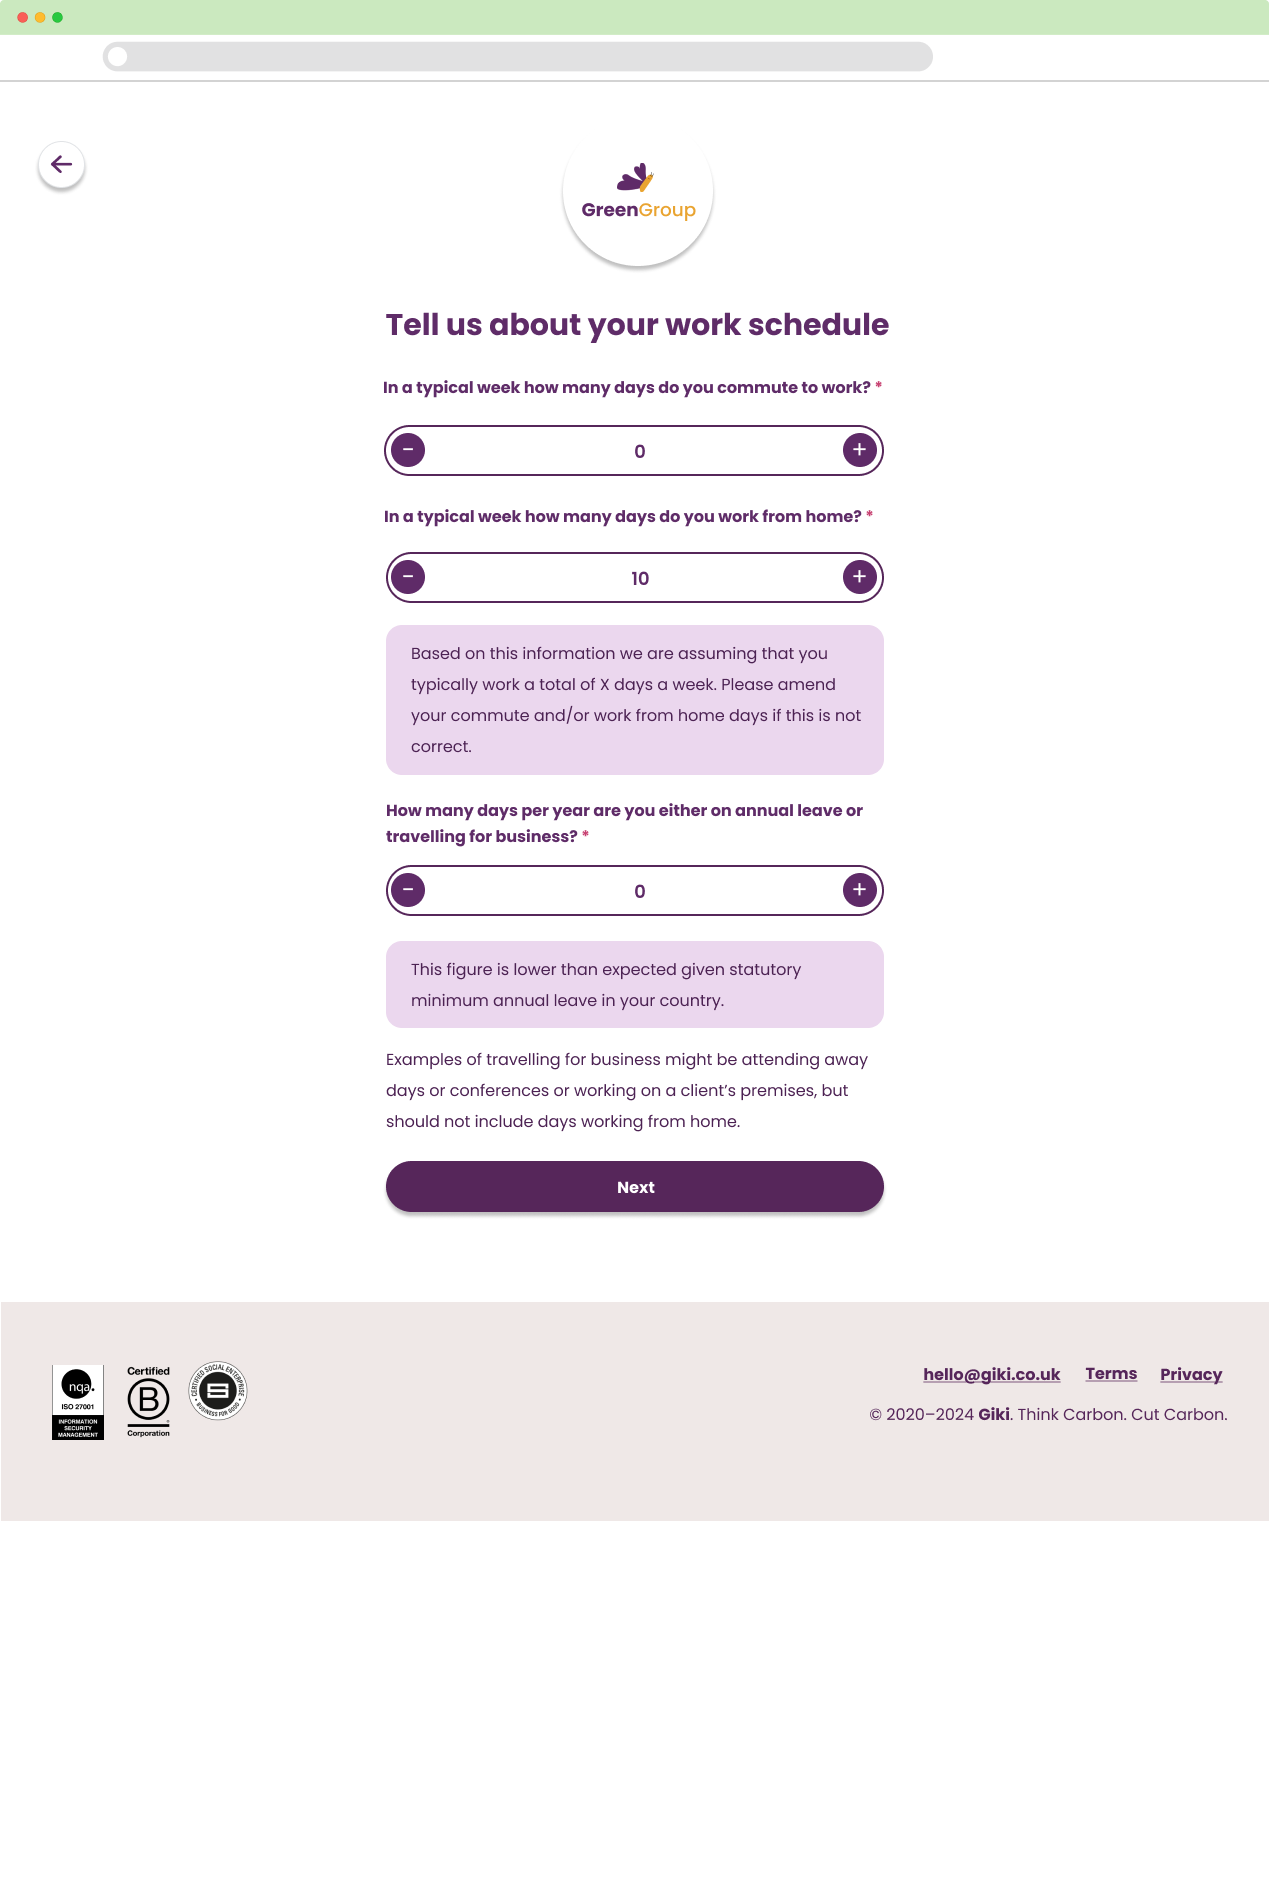 GreenGroup
Tell us about your work schedule
In a typical week how many days do you commute to work? *
- 0 +
In a typical week how many days do you work from home? *
- 10 +
Based on this information we are assuming that you
typically work a total of X days a week. Please amend
your commute and/or work from home days if this is not
correct.
How many days per year are you either on annual leave or
travelling for business? *
- 0 +
This figure is lower than expected given statutory
minimum annual leave in your country.
Examples of travelling for business might be attending away
days or conferences or working on a client’s premises, but
should not include days working from home.
Next
nqa.
ISO 27001
INFORMATION
SECURITY
MANAGEMENT
Certified
B
Corporation
CERTIFIED SOCIAL ENTERPRISE
BUSINESS FOR GOOD
hello@giki.co.uk Terms Privacy
© 2020–2024 Giki. Think Carbon. Cut Carbon.